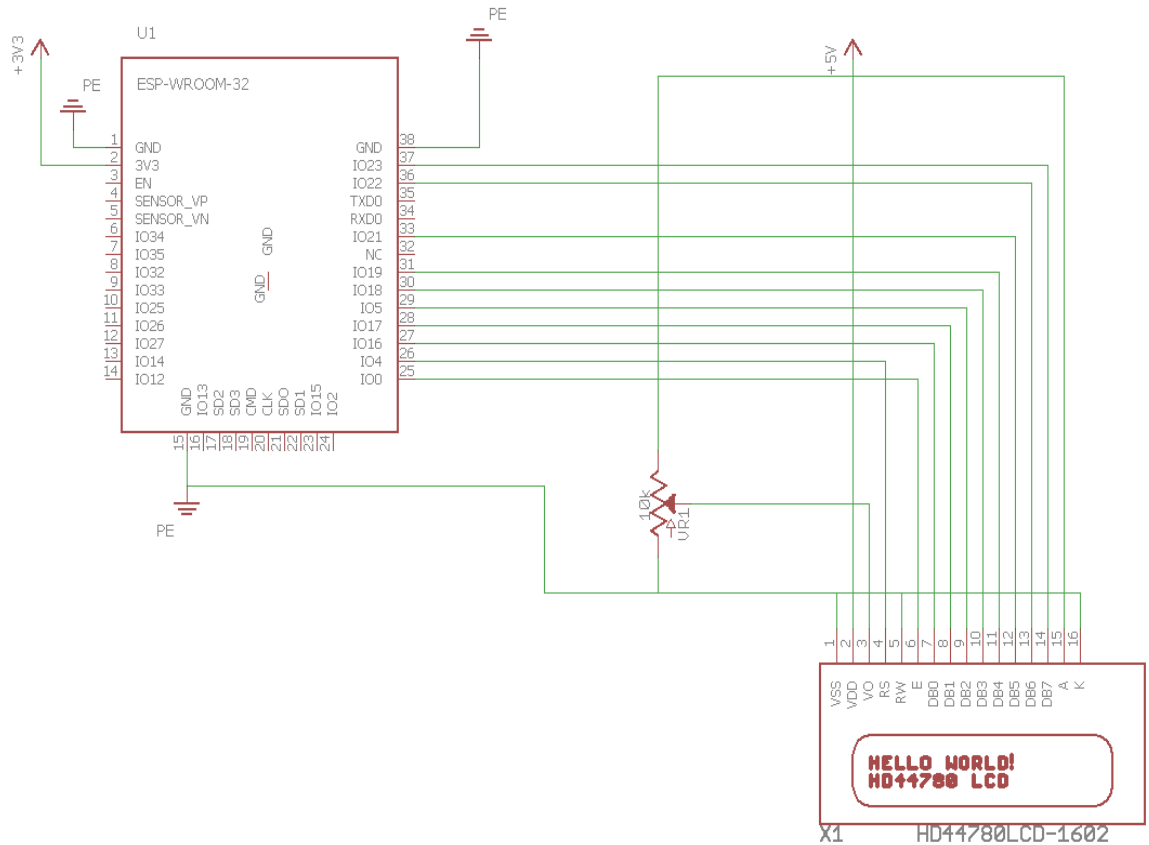 PE
U1
+3V3
+5V
ESP-WROOM-32
PE
1 GND
2 3V3
3 EN
4 SENSOR_VP
5 SENSOR_VN
6 IO34
7 IO35
8 IO32
9 IO33
10 IO25
11 IO26
12 IO27
13 IO14
14 IO12
GND
GND
GND 38
IO23 37
IO22 36
TXD0 35
RXD0 34
IO21 33
NC 32
IO19 31
IO18 30
IO5 29
IO17 28
IO16 27
IO4 26
IO0 25
GND IO13 SD2 SD3 CMD CLK SD0 SD1 IO15 IO2
15 16 17 18 19 20 21 22 23 24
PE
10k
VR1
1 2 3 4 5 6 7 8 9 10 11 12 13 14 15 16
VSS VDD VO RS RW E DB0 DB1 DB2 DB3 DB4 DB5 DB6 DB7 A K
HELLO WORLD!
HD44780 LCD
X1 HD44780LCD-1602